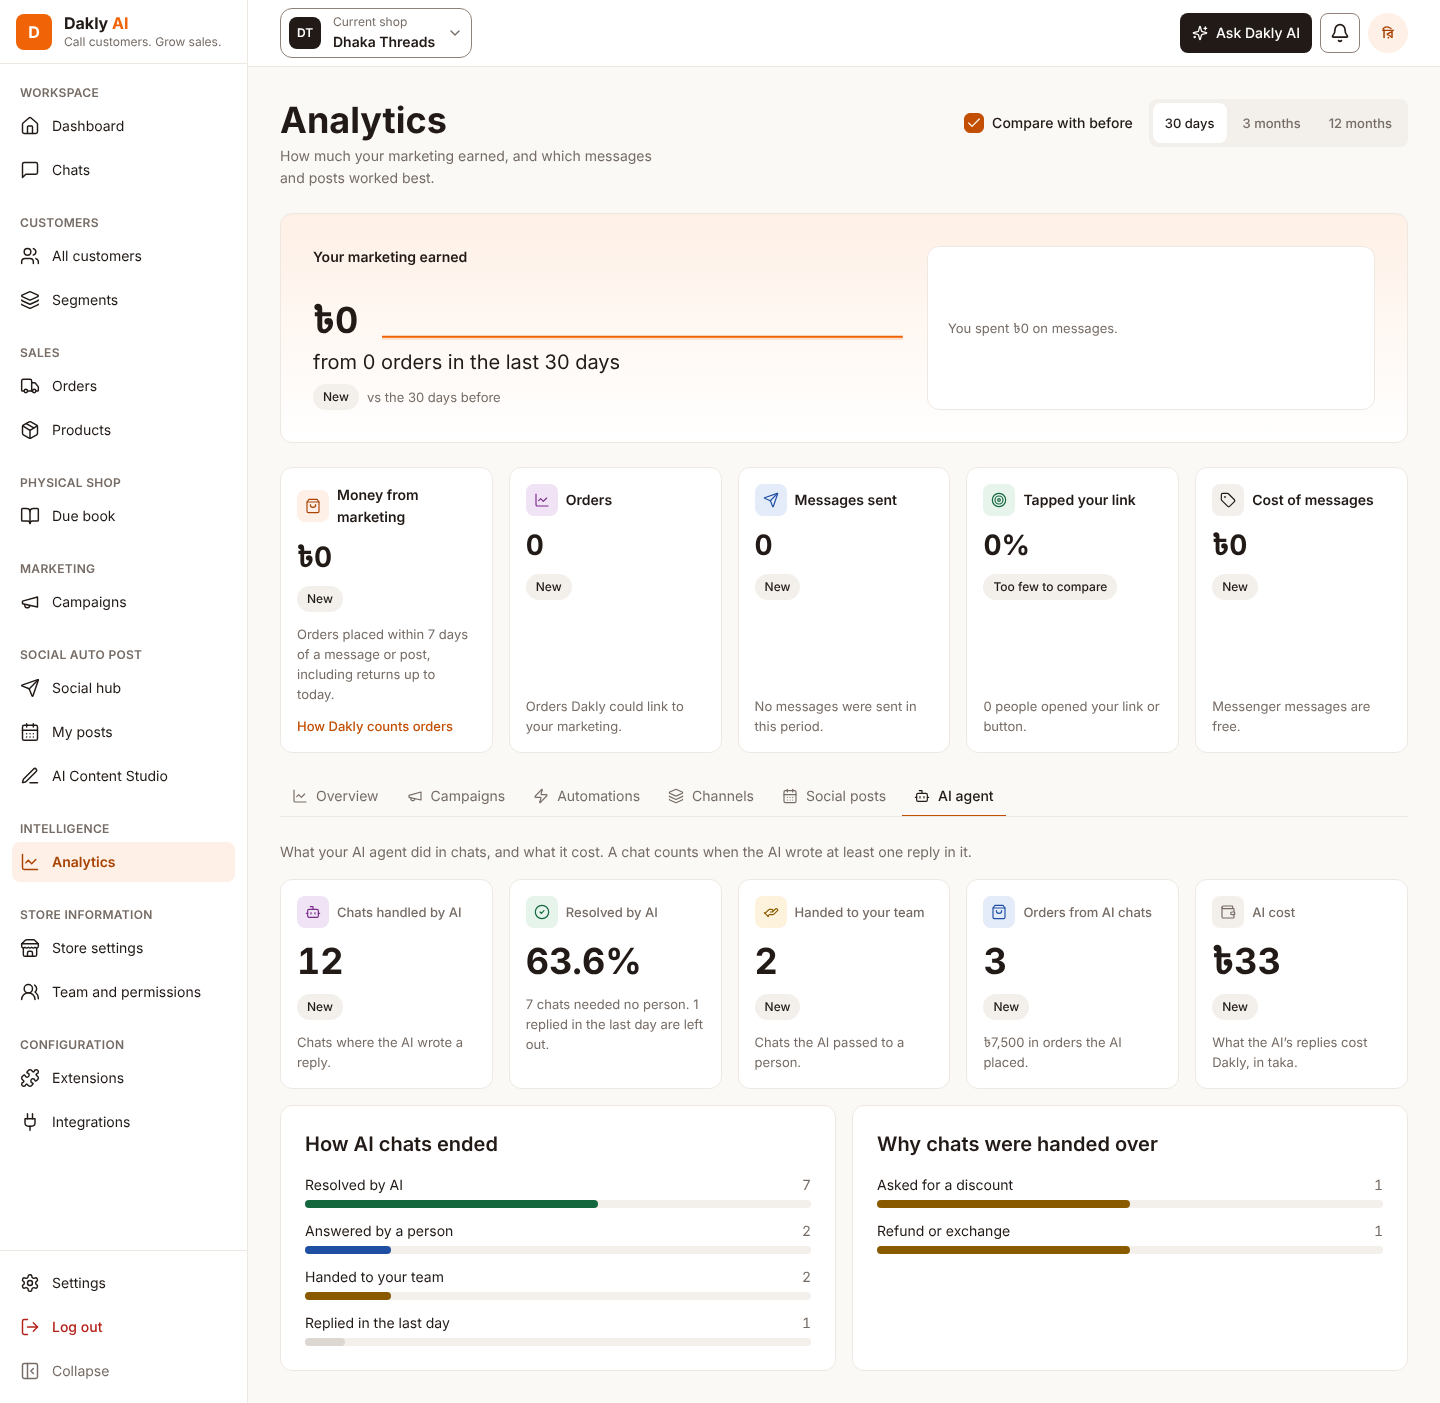 D
Dakly AI
Call customers. Grow sales.
WORKSPACE
Dashboard
Chats
CUSTOMERS
All customers
Segments
SALES
Orders
Products
PHYSICAL SHOP
Due book
MARKETING
Campaigns
SOCIAL AUTO POST
Social hub
My posts
AI Content Studio
INTELLIGENCE
Analytics
STORE INFORMATION
Store settings
Team and permissions
CONFIGURATION
Extensions
Integrations
Settings
Log out
Collapse
DT
Current shop
Dhaka Threads
Ask Dakly AI
রি
Analytics
How much your marketing earned, and which messages
and posts worked best.
Compare with before
30 days
3 months
12 months
Your marketing earned
৳0
from 0 orders in the last 30 days
New
vs the 30 days before
You spent ৳0 on messages.
Money from
marketing
৳0
New
Orders placed within 7 days
of a message or post,
including returns up to
today.
How Dakly counts orders
Orders
0
New
Orders Dakly could link to
your marketing.
Messages sent
0
New
No messages were sent in
this period.
Tapped your link
0%
Too few to compare
0 people opened your link or
button.
Cost of messages
৳0
New
Messenger messages are
free.
Overview
Campaigns
Automations
Channels
Social posts
AI agent
What your AI agent did in chats, and what it cost. A chat counts when the AI wrote at least one reply in it.
Chats handled by AI
12
New
Chats where the AI wrote a
reply.
Resolved by AI
63.6%
7 chats needed no person. 1
replied in the last day are left
out.
Handed to your team
2
New
Chats the AI passed to a
person.
Orders from AI chats
3
New
৳7,500 in orders the AI
placed.
AI cost
৳33
New
What the AI's replies cost
Dakly, in taka.
How AI chats ended
Resolved by AI 7
Answered by a person 2
Handed to your team 2
Replied in the last day 1
Why chats were handed over
Asked for a discount 1
Refund or exchange 1